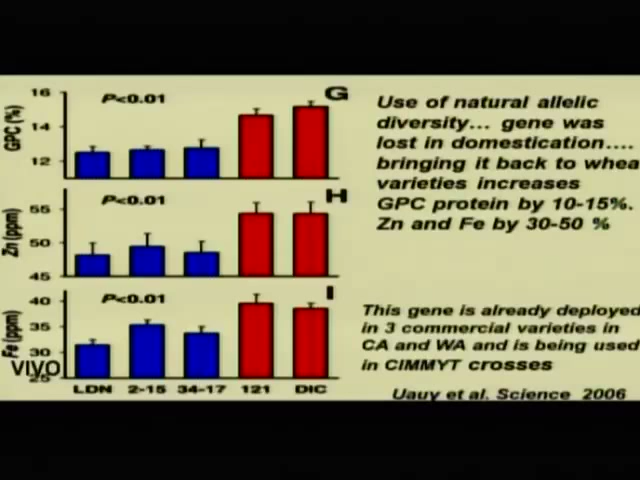 G
P<0.01
16
14
12
GPC (%)
H
P<0.01
55
50
45
Zn (ppm)
I
P<0.01
40
35
30
25
Fe (ppm)
VIVO
LDN 2-15 34-17 121 DIC
Use of natural allelic
diversity... gene was
lost in domestication....
bringing it back to whea
varieties increases
GPC protein by 10-15%.
Zn and Fe by 30-50 %
This gene is already deployed
in 3 commercial varieties in
CA and WA and is being used
in CIMMYT crosses
Uauy et al. Science 2006